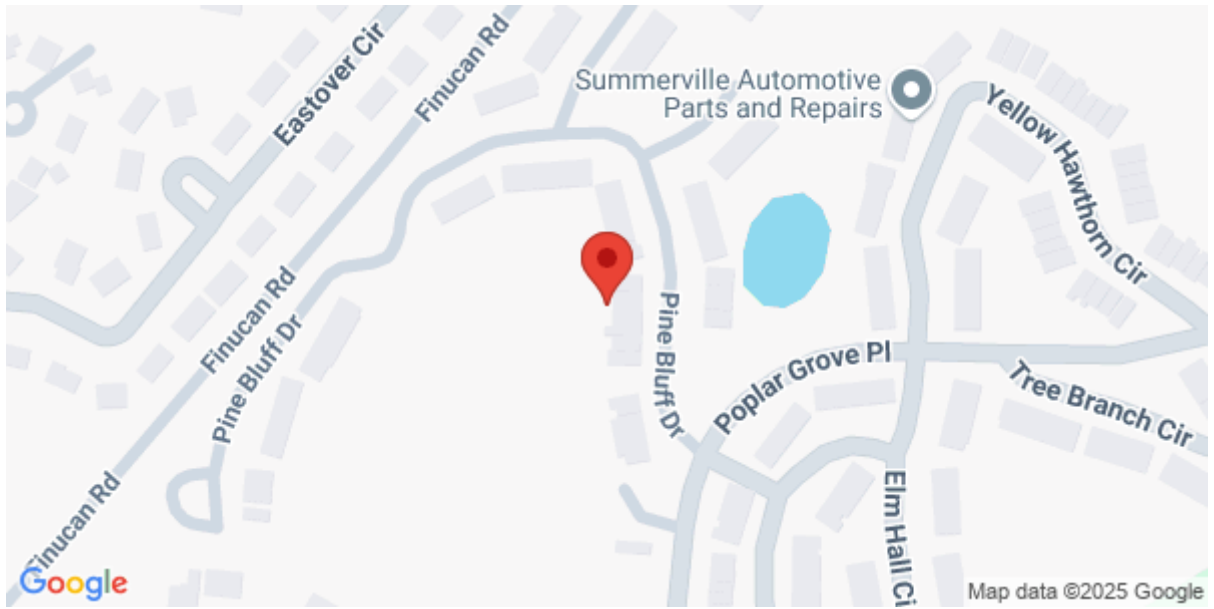 Eastover Cir
Finucan Rd
Summerville Automotive
Parts and Repairs
Yellow Hawthorn Cir
Finucan Rd
Pine Bluff Dr
Pine Bluff Dr
Poplar Grove Pl
Tree Branch Cir
Finucan Rd
Elm Hall Ci
Google
Map data ©2025 Google